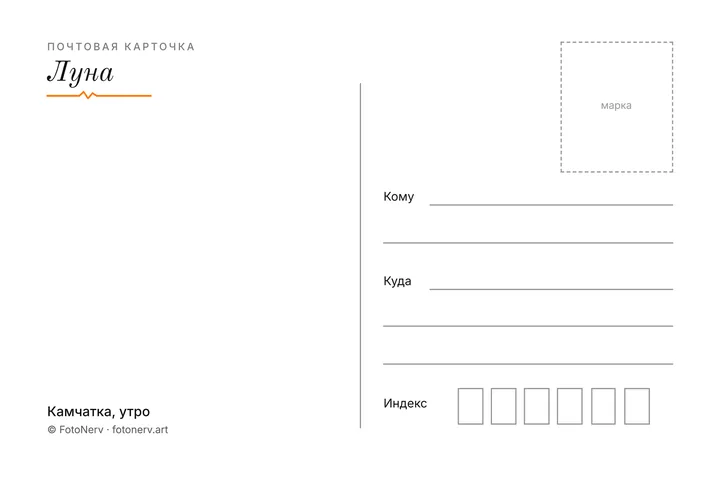 ПОЧТОВАЯ КАРТОЧКА
Луна
марка
Кому
Куда
Индекс
Камчатка, утро
© FotoNerv · fotonerv.art